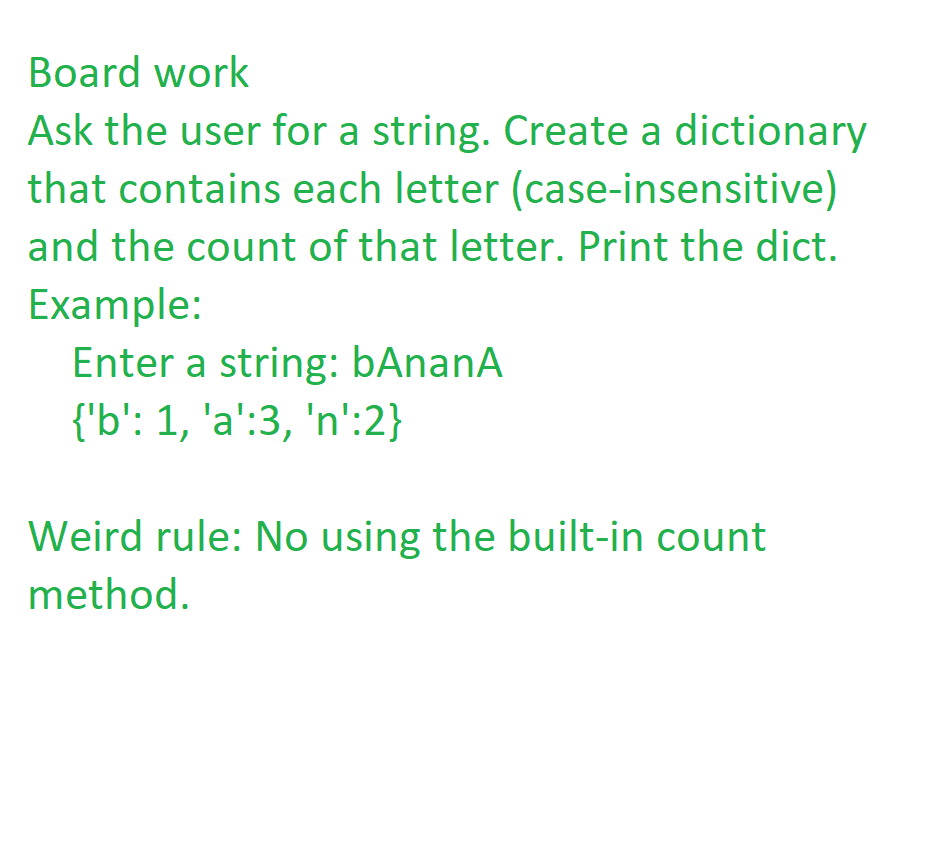 Board work
Ask the user for a string. Create a dictionary
that contains each letter (case-insensitive)
and the count of that letter. Print the dict.
Example:
Enter a string: bAnanA
{'b': 1, 'a':3, 'n':2}
Weird rule: No using the built-in count
method.